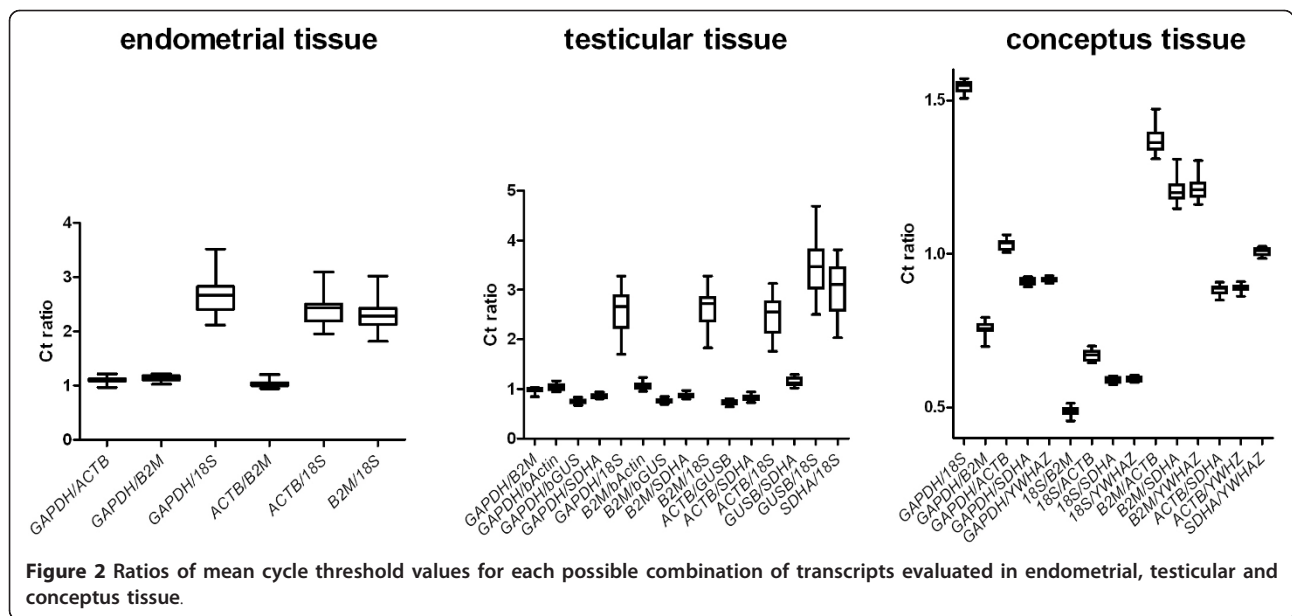 endometrial tissue
testicular tissue
conceptus tissue
Ct ratio
4
3
2
1
0
GAPDH/ACTB
GAPDH/B2M
GAPDH/18S
ACTB/B2M
ACTB/18S
B2M/18S
Ct ratio
5
4
3
2
1
0
GAPDH/B2M
GAPDH/bActin
GAPDH/bGUS
GAPDH/SDHA
GAPDH/18S
B2M/bActin
B2M/bGUS
B2M/SDHA
B2M/18S
ACTB/GUSB
ACTB/SDHA
ACTB/18S
GUSB/SDHA
GUSB/18S
SDHA/18S
Ct ratio
1.5
1.0
0.5
GAPDH/18S
GAPDH/B2M
GAPDH/ACTB
GAPDH/SDHA
GAPDH/YWHAZ
18S/B2M
18S/ACTB
18S/SDHA
18S/YWHAZ
B2M/ACTB
B2M/SDHA
B2M/YWHAZ
ACTB/SDHA
ACTB/YWHZ
SDHA/YWHAZ
Figure 2 Ratios of mean cycle threshold values for each possible combination of transcripts evaluated in endometrial, testicular and
conceptus tissue.